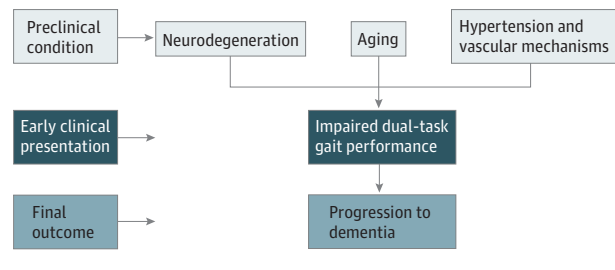 Preclinical
condition
Neurodegeneration
Aging
Hypertension and
vascular mechanisms
Early clinical
presentation
Impaired dual-task
gait performance
Final
outcome
Progression to
dementia